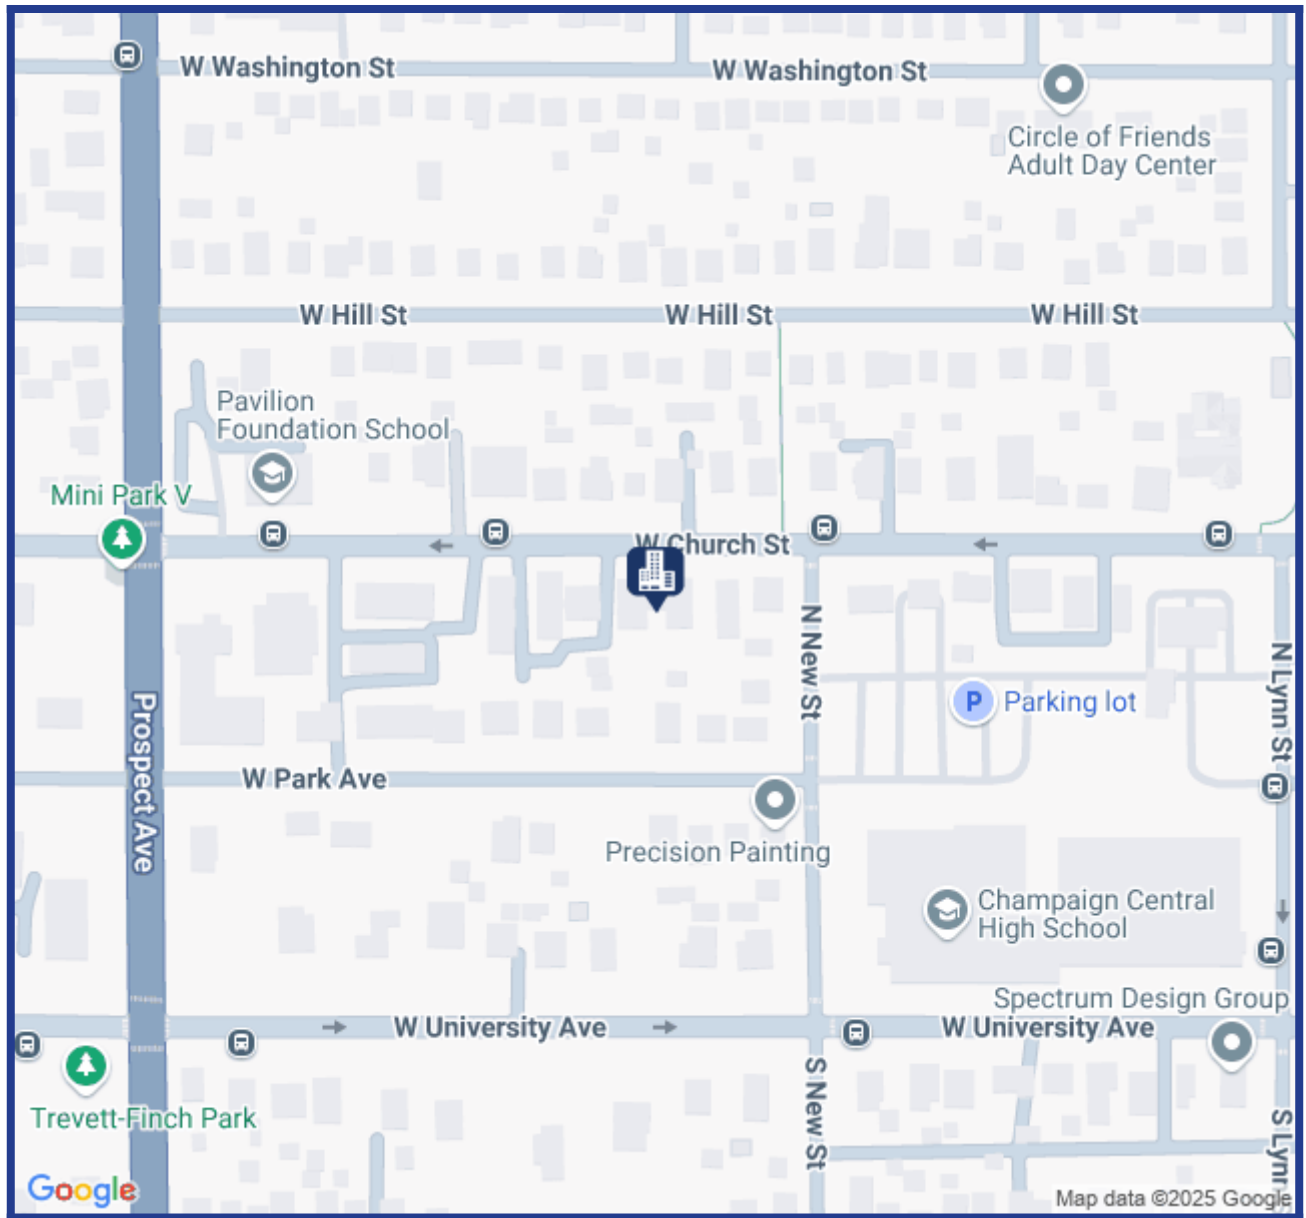 W Washington St
W Washington St
Circle of Friends
Adult Day Center
W Hill St
W Hill St
W Hill St
Pavilion
Foundation School
Mini Park V
W Church St
N New St
N Lynn St
P
Parking lot
Prospect Ave
W Park Ave
Precision Painting
Champaign Central
High School
Spectrum Design Group
W University Ave
W University Ave
S New St
S Lynn S
Trevett-Finch Park
Google
Map data ©2025 Google